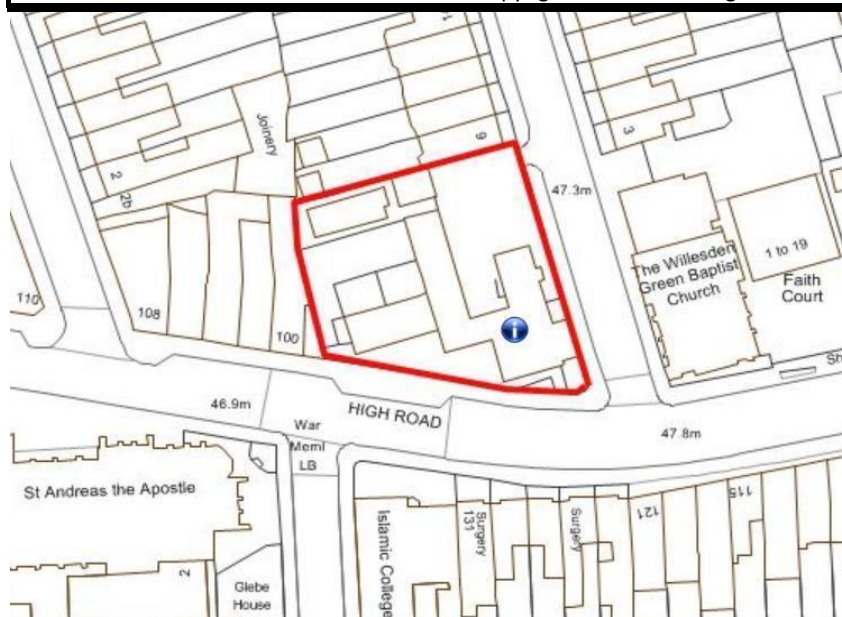 Joinery
2
2b
9
3
47.3m
The Willesden
Green Baptist
Church
1 to 19
Faith
Court
110
108
100
46.9m
HIGH ROAD
47.8m
Sh
War
Meml
LB
St Andreas the Apostle
2
Glebe
House
Islamic College
Surgery
131
Surgery
121
115